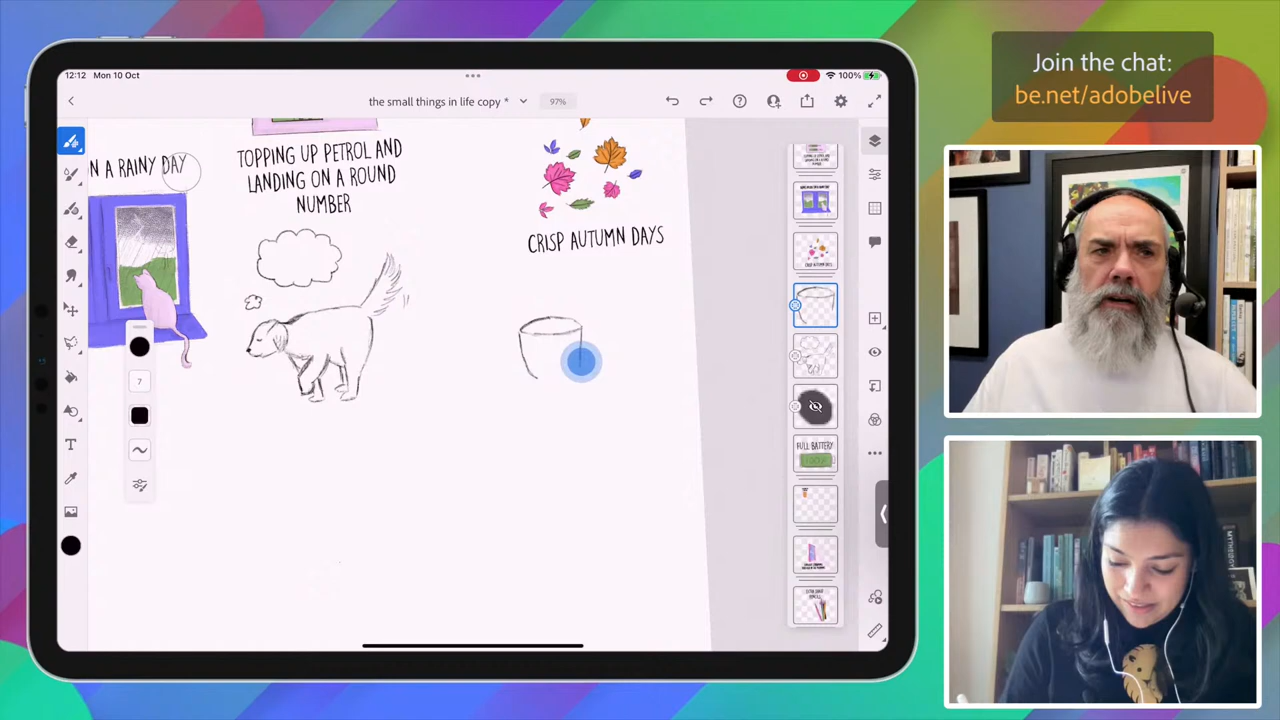 Join the chat:
be.net/adobelive
12:12 Mon 10 Oct
100%
the small things in life copy *
97%
N A RAINY DAY
TOPPING UP PETROL AND
LANDING ON A ROUND
NUMBER
CRISP AUTUMN DAYS
7
T
FULL BATTERY